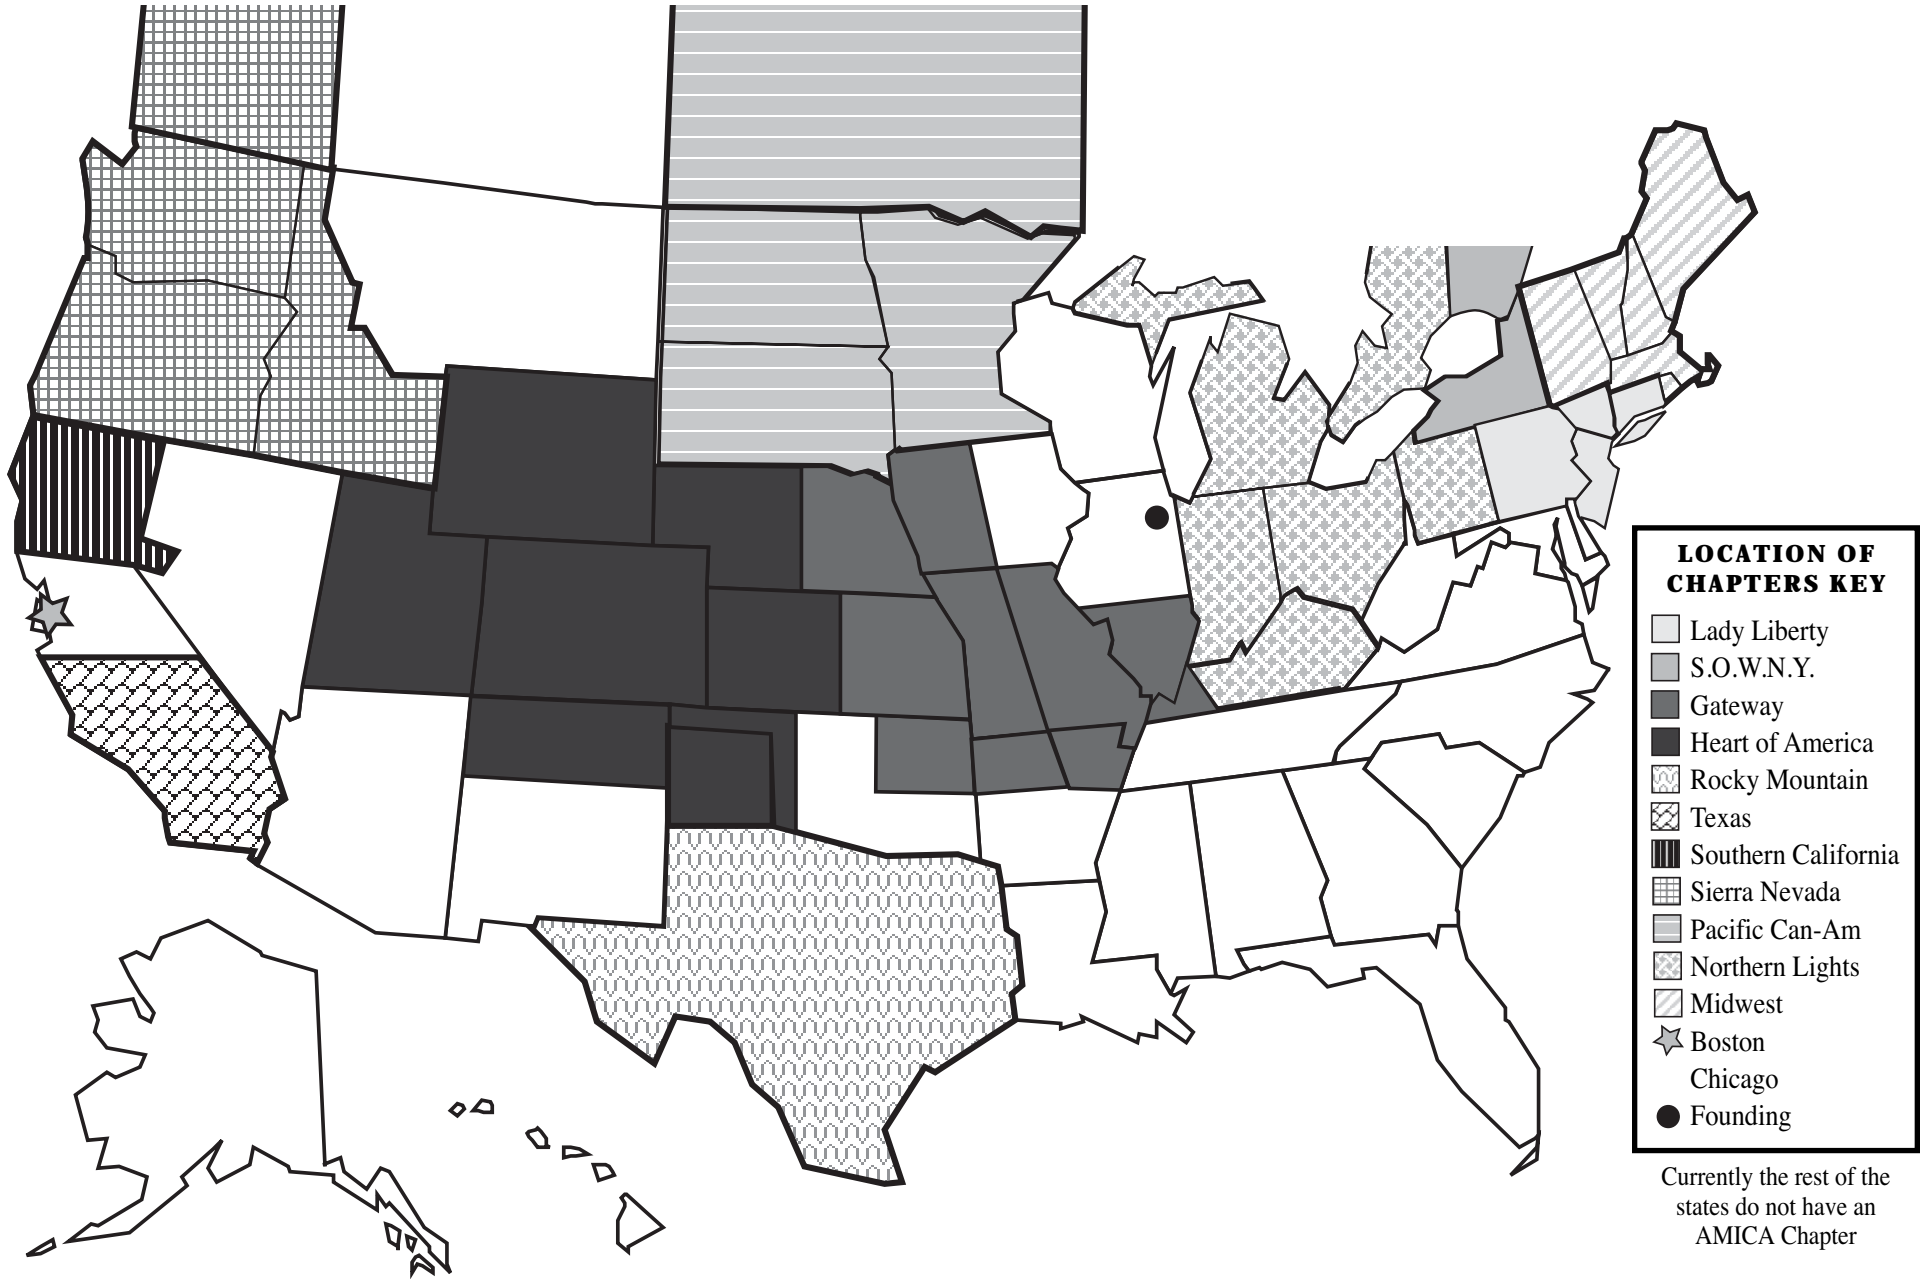 LOCATION OF
CHAPTERS KEY
Lady Liberty
S.O.W.N.Y.
Gateway
Heart of America
Rocky Mountain
Texas
Southern California
Sierra Nevada
Pacific Can-Am
Northern Lights
Midwest
Boston
Chicago
Founding
Currently the rest of the
states do not have an
AMICA Chapter